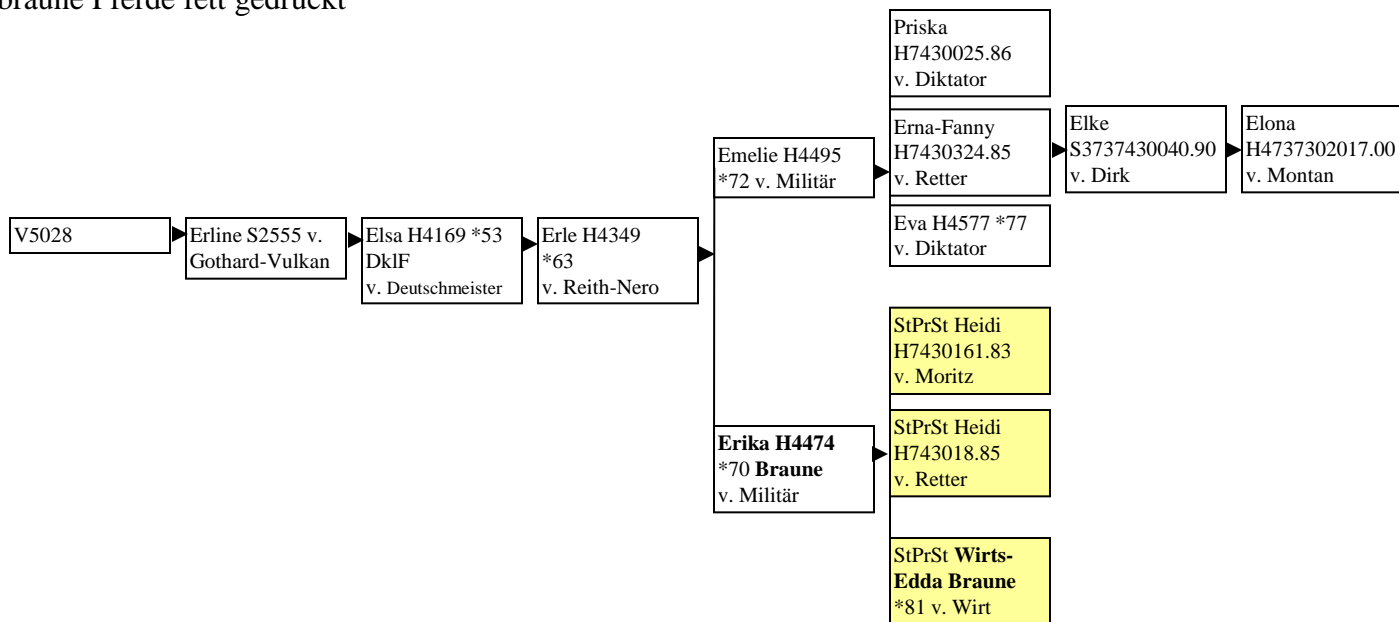 braune Pferde fett gedruckt
V5028
Erline S2555 v.
Gothard-Vulkan
Elsa H4169 *53
DklF
v. Deutschmeister
Erle H4349
*63
v. Reith-Nero
Emelie H4495
*72 v. Militär
Priska
H7430025.86
v. Diktator
Erna-Fanny
H7430324.85
v. Retter
Elke
S3737430040.90
v. Dirk
Elona
H4737302017.00
v. Montan
Eva H4577 *77
v. Diktator
Erika H4474
*70 Braune
v. Militär
StPrSt Heidi
H7430161.83
v. Moritz
StPrSt Heidi
H743018.85
v. Retter
StPrSt Wirts-
Edda Braune
*81 v. Wirt